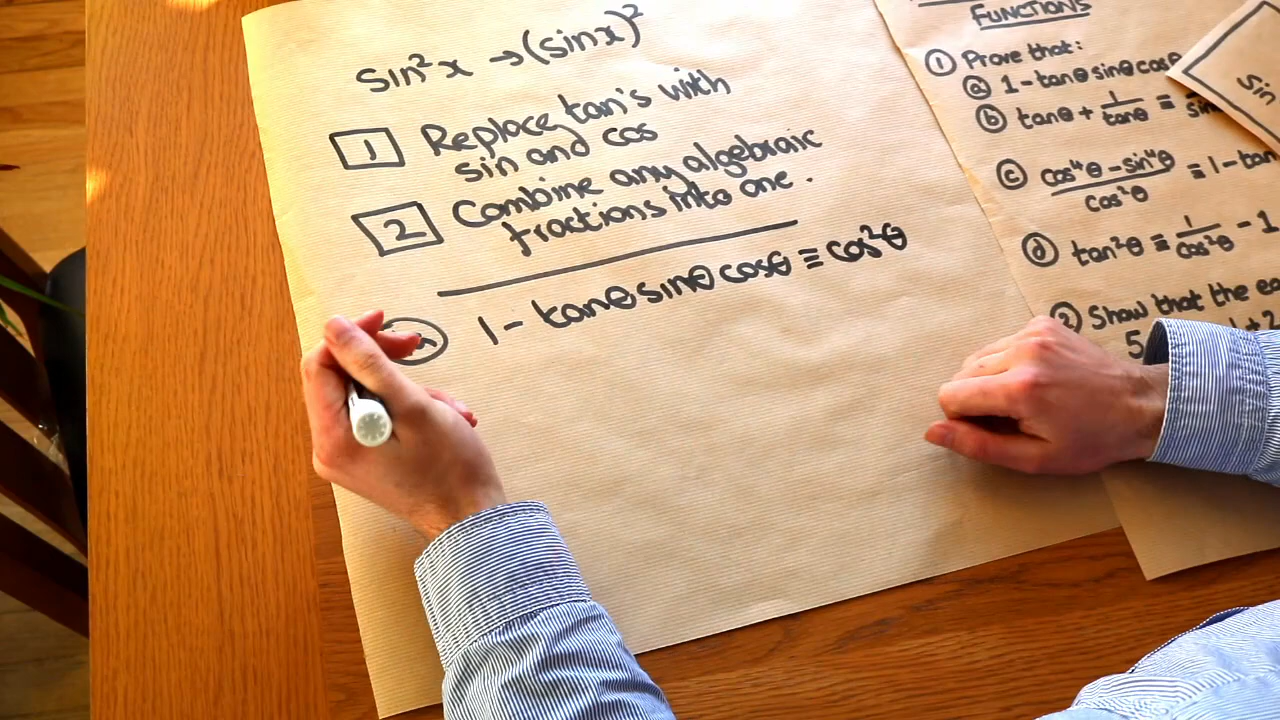 sin²x → (sinx)²
1 Replace tan's with
sin and cos
2 Combine any algebraic
fractions into one.
a 1 - tanθ sinθ cosθ ≡ cos²θ
FUNCTIONS
1 Prove that:
a 1 - tanθ sinθ cosθ
b tanθ + 1/tanθ ≡
c cos⁴θ - sin⁴θ / cos²θ ≡ 1 - tan
d tan²θ ≡ 1/cos²θ - 1
2 Show that the
5
sin